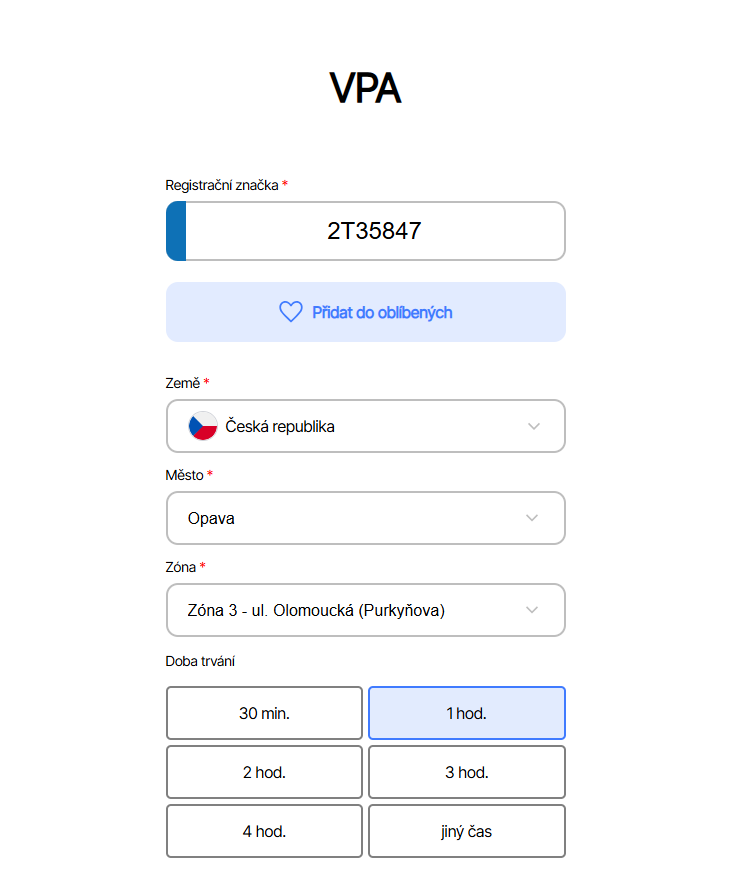 VPA
Registrační značka *
2T35847
Přidat do oblíbených
Země *
Česká republika
Město *
Opava
Zóna *
Zóna 3 - ul. Olomoucká (Purkyňova)
Doba trvání
30 min.
1 hod.
2 hod.
3 hod.
4 hod.
jiný čas